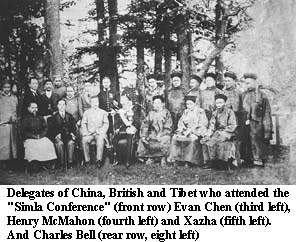 Delegates of China, British and Tibet who attended the
"Simla Conference" (front row) Evan Chen (third left),
Henry McMahon (fourth left) and Xazha (fifth left).
And Charles Bell (rear row, eight left)